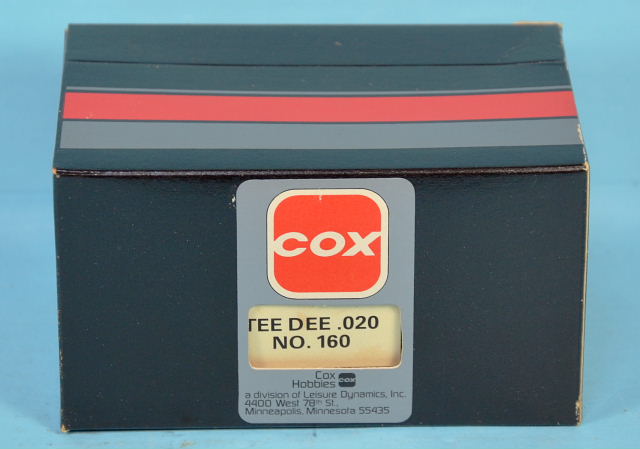 COX
TEE DEE .020
NO. 160
Cox
Hobbies COX
a division of Leisure Dynamics, Inc.
4400 West 78th St.,
Minneapolis, Minnesota 55435